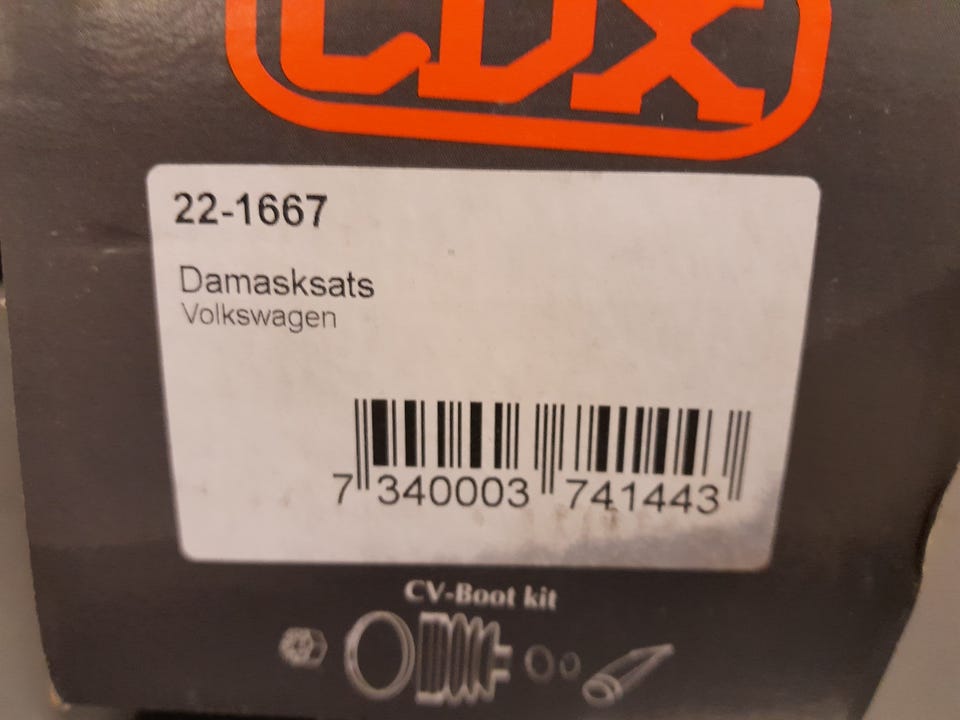 CDX
22-1667
Damasksats
Volkswagen
7 340003 741443
CV-Boot kit